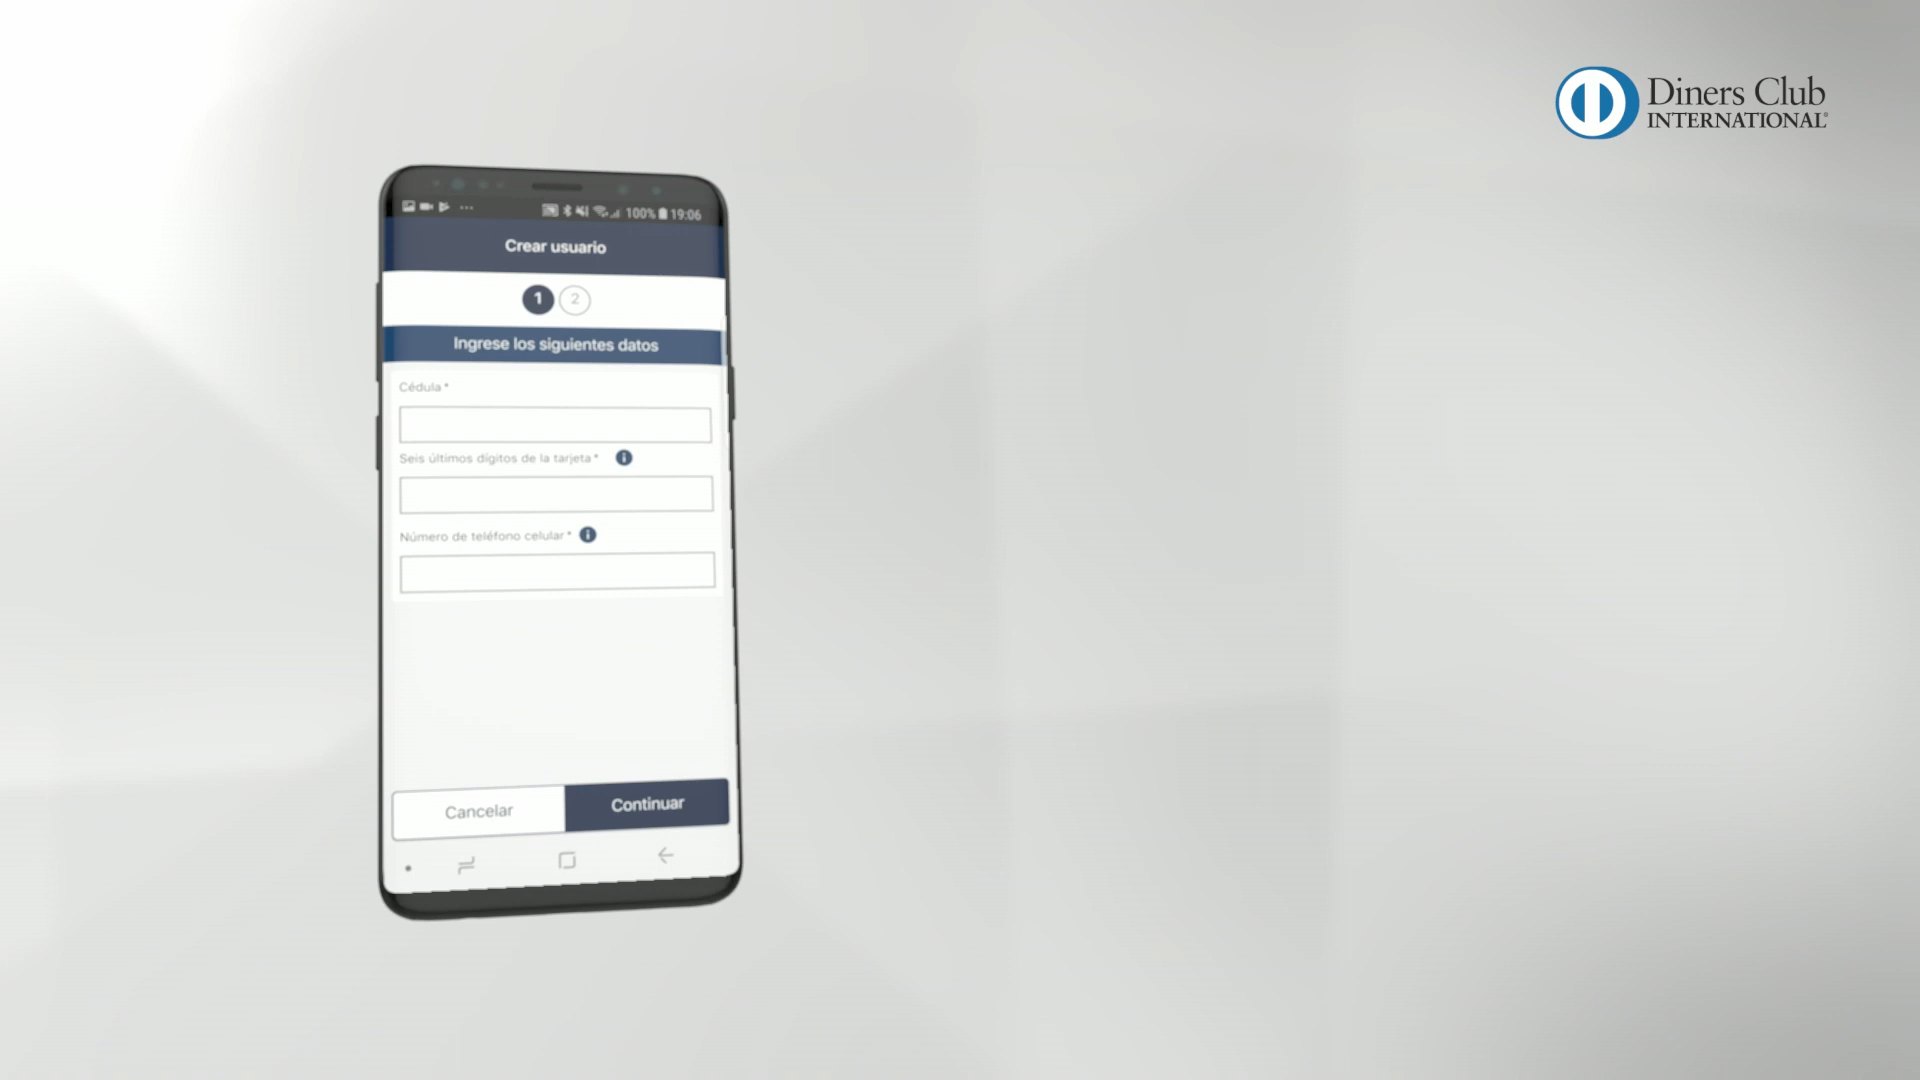 Diners Club
INTERNATIONAL®
100% 19:06
Crear usuario
1 2
Ingrese los siguientes datos
Cédula *
Seis últimos dígitos de la tarjeta *
Número de teléfono celular *
Cancelar
Continuar